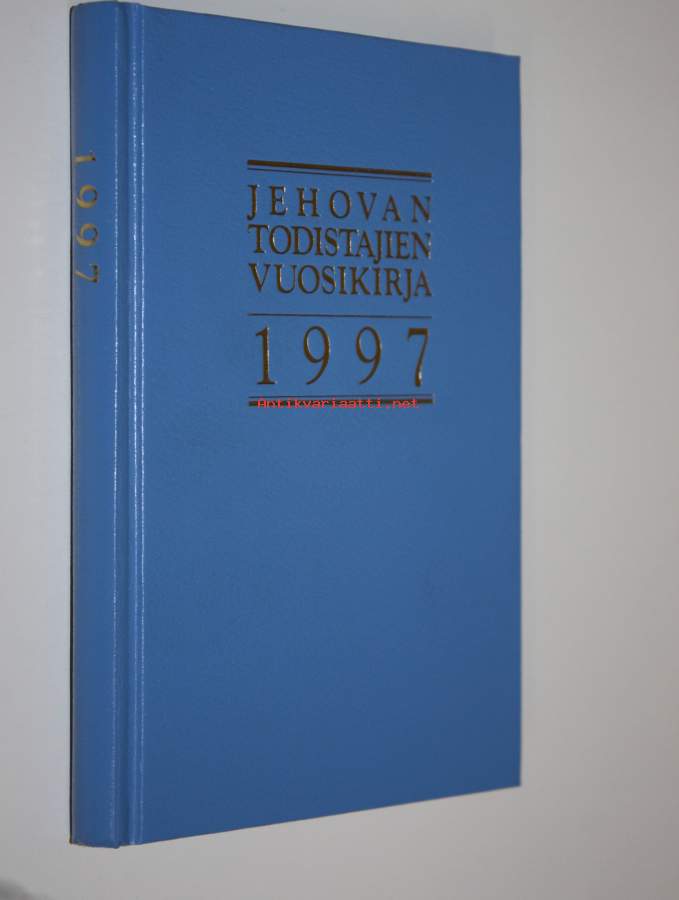 1997
JEHOVAN
TODISTAJIEN
VUOSIKIRJA
1997
Antikvariaatti.net